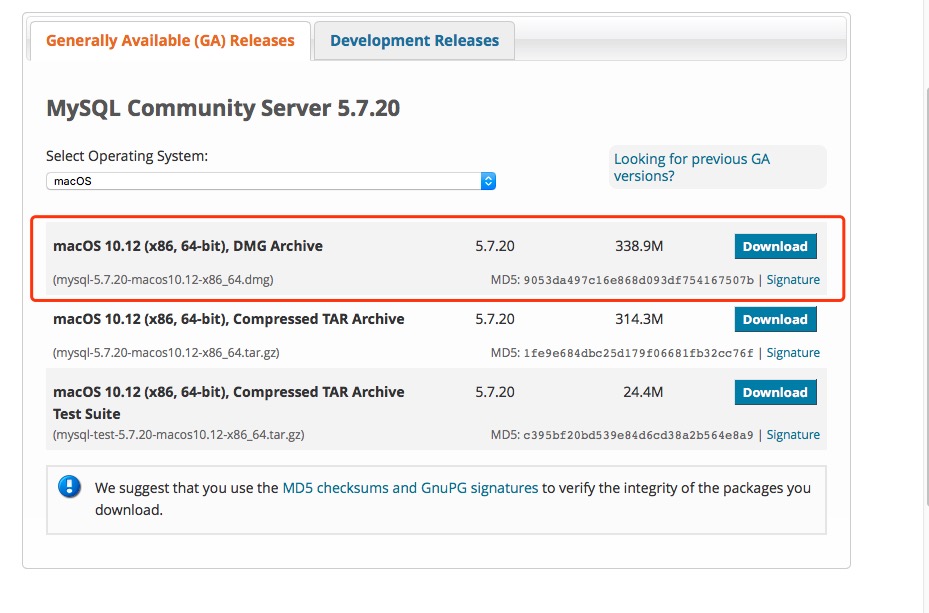 Generally Available (GA) Releases
Development Releases
MySQL Community Server 5.7.20
Select Operating System:
macOS
Looking for previous GA
versions?
macOS 10.12 (x86, 64-bit), DMG Archive 5.7.20 338.9M Download
(mysql-5.7.20-macos10.12-x86_64.dmg) MD5: 9053da497c16e868d093df754167507b | Signature
macOS 10.12 (x86, 64-bit), Compressed TAR Archive 5.7.20 314.3M Download
(mysql-5.7.20-macos10.12-x86_64.tar.gz) MD5: 1fe9e684dbc25d179f06681fb32cc76f | Signature
macOS 10.12 (x86, 64-bit), Compressed TAR Archive 5.7.20 24.4M Download
Test Suite
(mysql-test-5.7.20-macos10.12-x86_64.tar.gz) MD5: c395bf20bd539e84d6cd38a2b564e8a9 | Signature
We suggest that you use the MD5 checksums and GnuPG signatures to verify the integrity of the packages you
download.